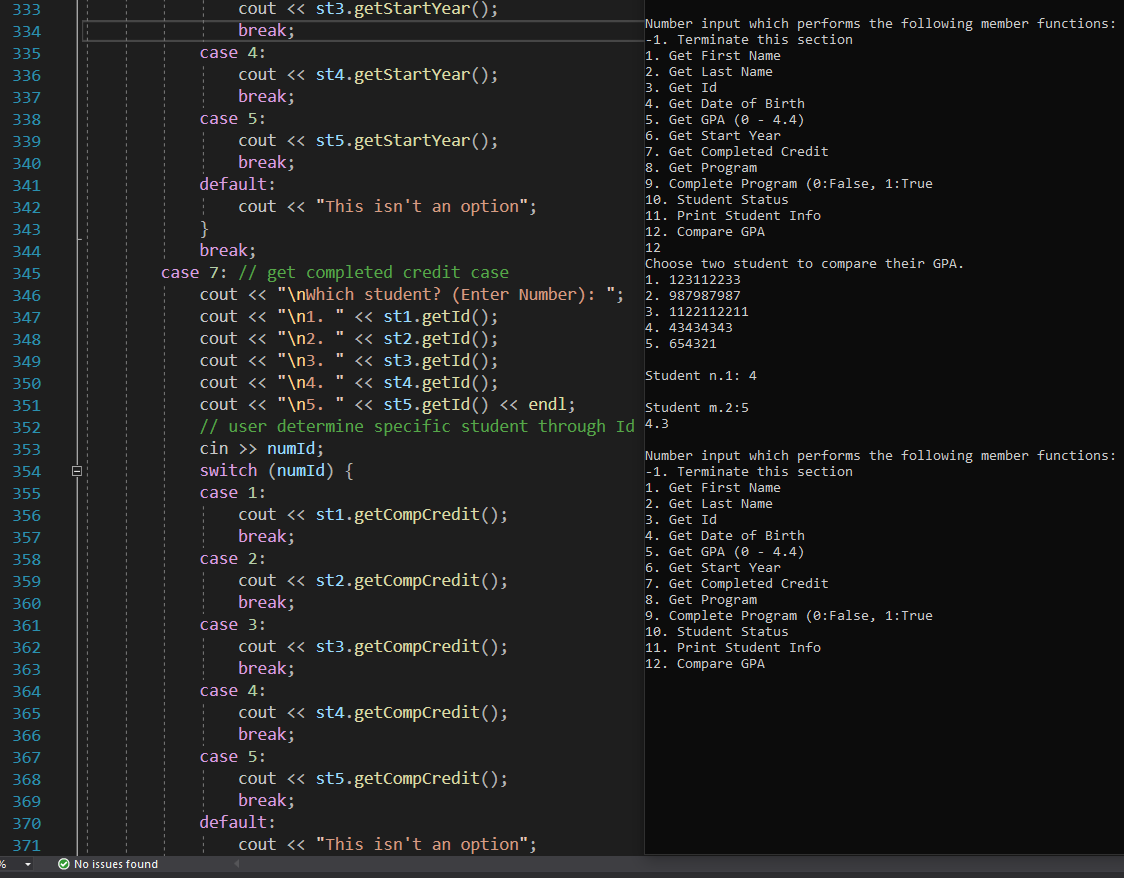 333 cout << st3.getStartYear();
334 break;
335 case 4:
336 cout << st4.getStartYear();
337 break;
338 case 5:
339 cout << st5.getStartYear();
340 break;
341 default:
342 cout << "This isn't an option";
343 }
344 break;
345 case 7: // get completed credit case
346 cout << "\nWhich student? (Enter Number): ";
347 cout << "\n1. " << st1.getId();
348 cout << "\n2. " << st2.getId();
349 cout << "\n3. " << st3.getId();
350 cout << "\n4. " << st4.getId();
351 cout << "\n5. " << st5.getId() << endl;
352 // user determine specific student through Id
353 cin >> numId;
354 switch (numId) {
355 case 1:
356 cout << st1.getCompCredit();
357 break;
358 case 2:
359 cout << st2.getCompCredit();
360 break;
361 case 3:
362 cout << st3.getCompCredit();
363 break;
364 case 4:
365 cout << st4.getCompCredit();
366 break;
367 case 5:
368 cout << st5.getCompCredit();
369 break;
370 default:
371 cout << "This isn't an option";
% No issues found
Number input which performs the following member functions:
-1. Terminate this section
1. Get First Name
2. Get Last Name
3. Get Id
4. Get Date of Birth
5. Get GPA (0 - 4.4)
6. Get Start Year
7. Get Completed Credit
8. Get Program
9. Complete Program (0:False, 1:True
10. Student Status
11. Print Student Info
12. Compare GPA
12
Choose two student to compare their GPA.
1. 123112233
2. 987987987
3. 1122112211
4. 43434343
5. 654321
Student n.1: 4
Student m.2:5
4.3
Number input which performs the following member functions:
-1. Terminate this section
1. Get First Name
2. Get Last Name
3. Get Id
4. Get Date of Birth
5. Get GPA (0 - 4.4)
6. Get Start Year
7. Get Completed Credit
8. Get Program
9. Complete Program (0:False, 1:True
10. Student Status
11. Print Student Info
12. Compare GPA